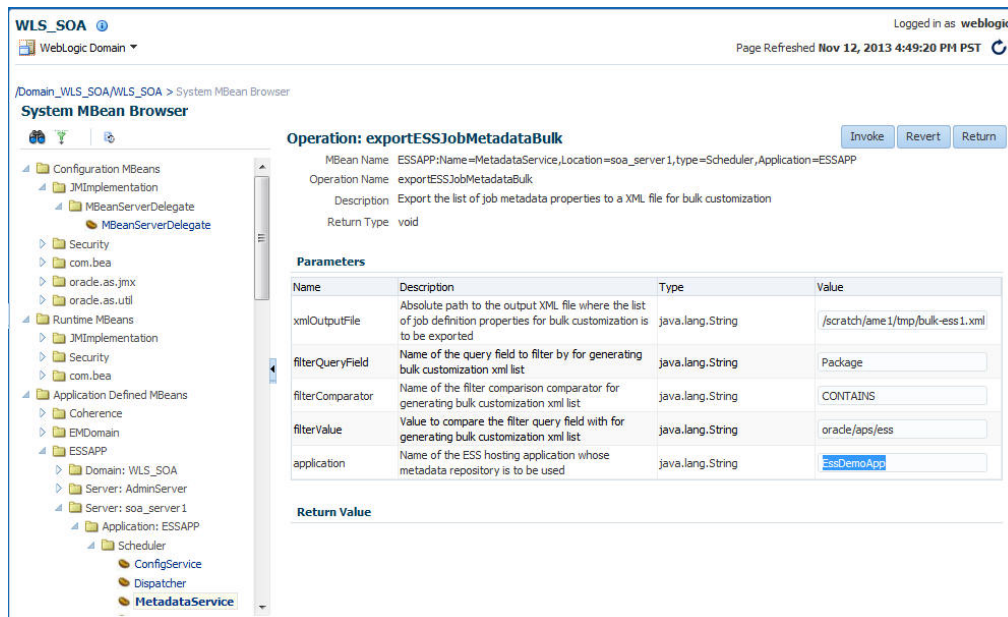 WLS_SOA
Logged in as weblogic
WebLogic Domain
Page Refreshed Nov 12, 2013 4:49:20 PM PST
/Domain_WLS_SOA/WLS_SOA > System MBean Browser
System MBean Browser
Operation: exportESSJobMetadataBulk
Invoke
Revert
Return
MBean Name ESSAPP:Name=MetadataService,Location=soa_server1,type=Scheduler,Application=ESSAPP
Operation Name exportESSJobMetadataBulk
Description Export the list of job metadata properties to a XML file for bulk customization
Return Type void
Configuration MBeans
JMImplementation
MBeanServerDelegate
MBeanServerDelegate
Security
com.bea
oracle.as.jmx
oracle.as.util
Runtime MBeans
JMImplementation
Security
com.bea
Application Defined MBeans
Coherence
EMDomain
ESSAPP
Domain: WLS_SOA
Server: AdminServer
Server: soa_server1
Application: ESSAPP
Scheduler
ConfigService
Dispatcher
MetadataService
Parameters
Name Description Type Value
xmlOutputFile
Absolute path to the output XML file where the list
of job definition properties for bulk customization is
to be exported
java.lang.String
/scratch/ame1/tmp/bulk-ess1.xml
filterQueryField
Name of the query field to filter by for generating
bulk customization xml list
java.lang.String
Package
filterComparator
Name of the filter comparison comparator for
generating bulk customization xml list
java.lang.String
CONTAINS
filterValue
Value to compare the filter query field with for
generating bulk customization xml list
java.lang.String
oracle/aps/ess
application
Name of the ESS hosting application whose
metadata repository is to be used
java.lang.String
EssDemoApp
Return Value